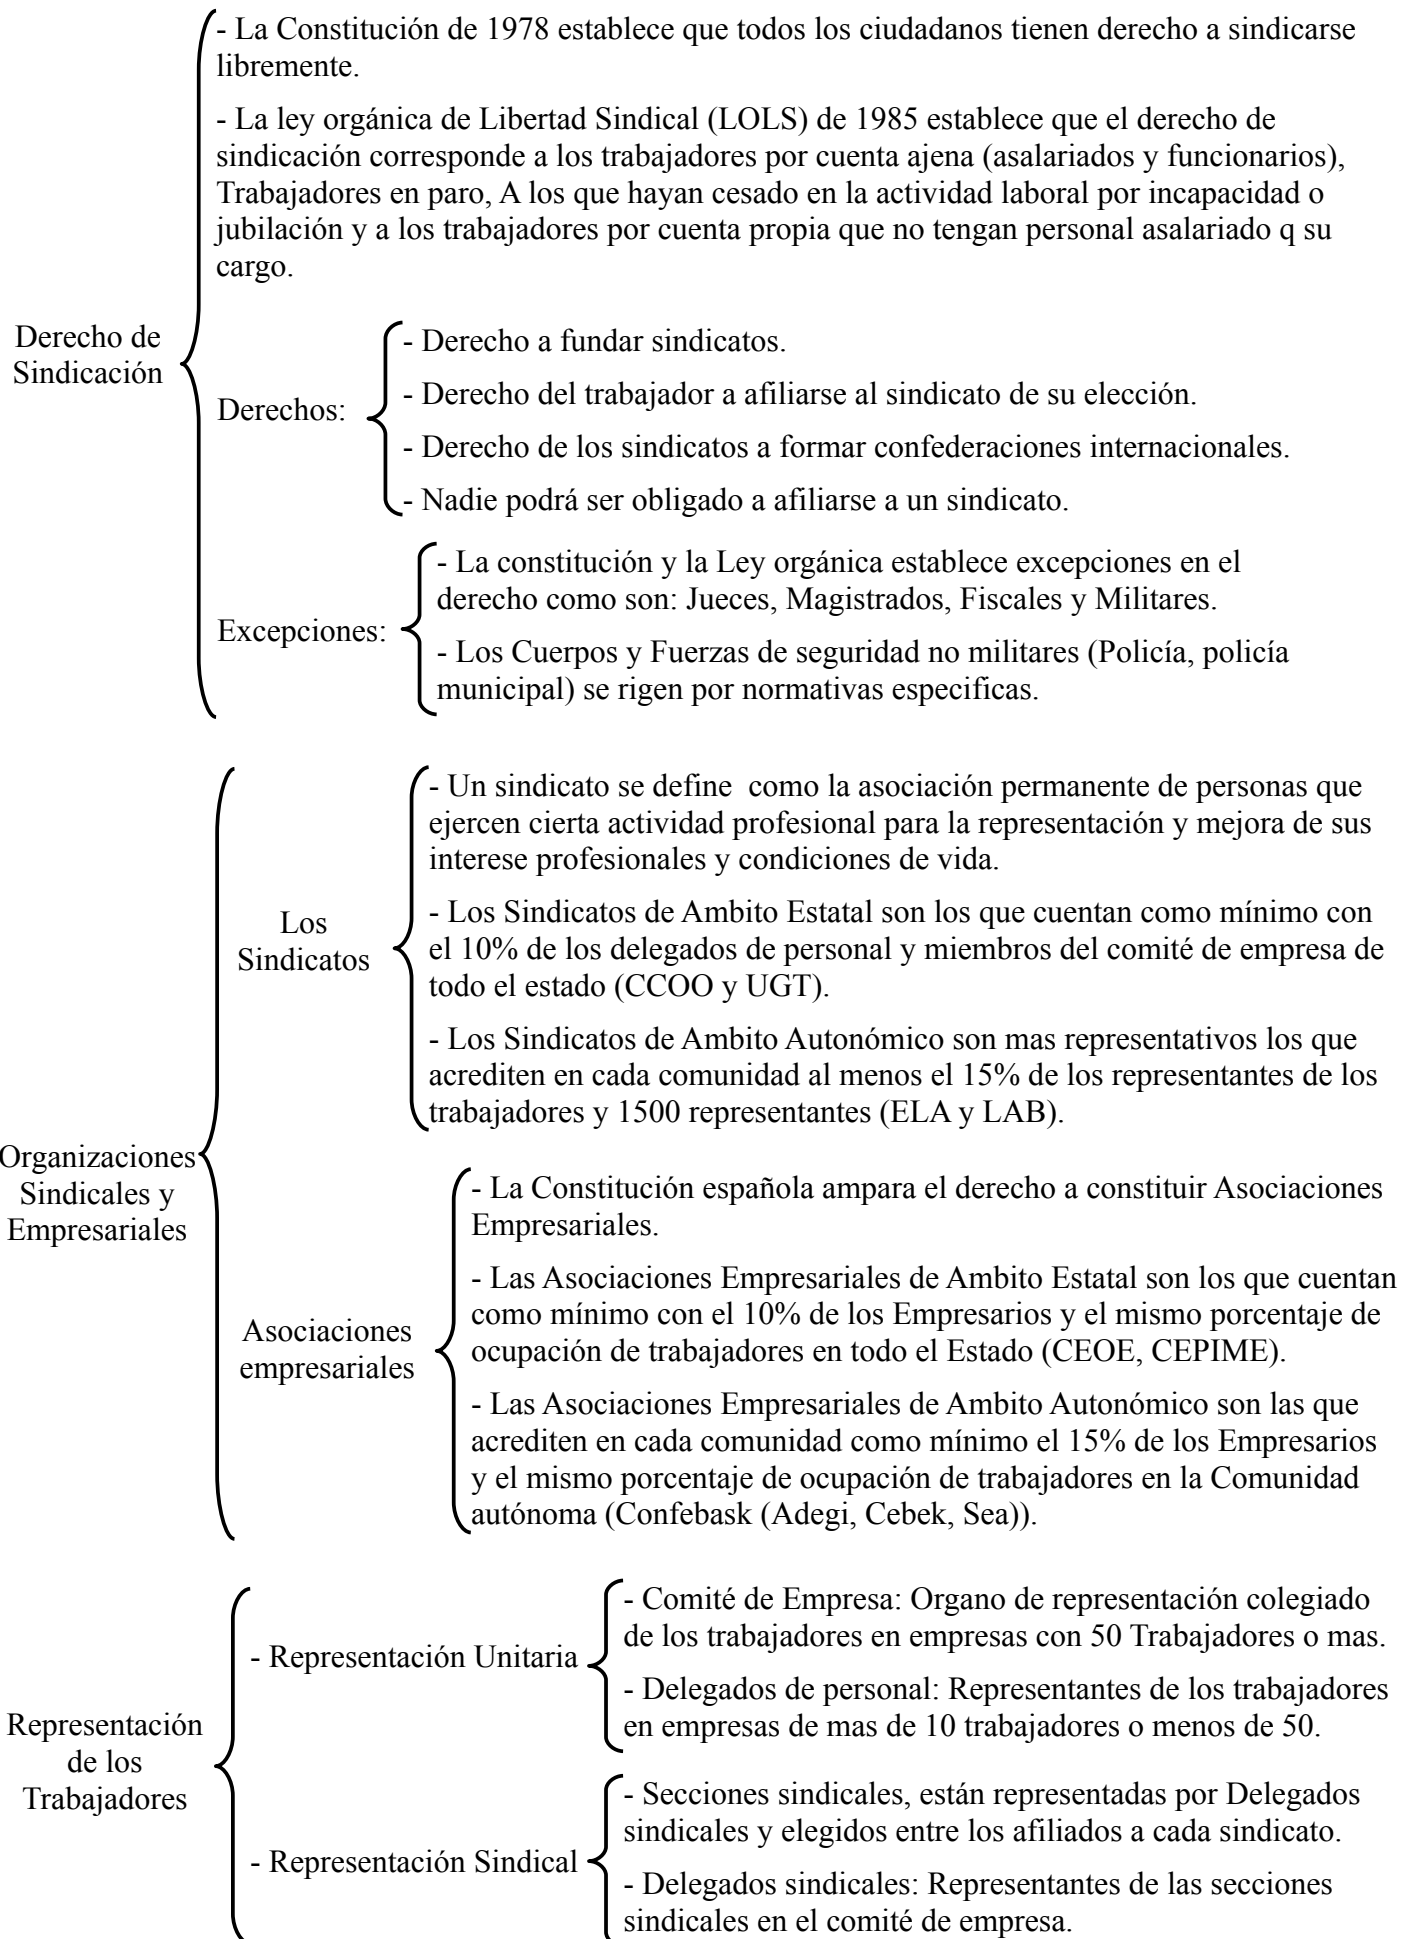 - La Constitución de 1978 establece que todos los ciudadanos tienen derecho a sindicarse
libremente.
- La ley orgánica de Libertad Sindical (LOLS) de 1985 establece que el derecho de
sindicación corresponde a los trabajadores por cuenta ajena (asalariados y funcionarios),
Trabajadores en paro, A los que hayan cesado en la actividad laboral por incapacidad o
jubilación y a los trabajadores por cuenta propia que no tengan personal asalariado q su
cargo.
Derecho de
Sindicación
Derechos:
- Derecho a fundar sindicatos.
- Derecho del trabajador a afiliarse al sindicato de su elección.
- Derecho de los sindicatos a formar confederaciones internacionales.
- Nadie podrá ser obligado a afiliarse a un sindicato.
Excepciones:
- La constitución y la Ley orgánica establece excepciones en el
derecho como son: Jueces, Magistrados, Fiscales y Militares.
- Los Cuerpos y Fuerzas de seguridad no militares (Policía, policía
municipal) se rigen por normativas especificas.
Organizaciones
Sindicales y
Empresariales
Los
Sindicatos
- Un sindicato se define  como la asociación permanente de personas que
ejercen cierta actividad profesional para la representación y mejora de sus
interese profesionales y condiciones de vida.
- Los Sindicatos de Ambito Estatal son los que cuentan como mínimo con
el 10% de los delegados de personal y miembros del comité de empresa de
todo el estado (CCOO y UGT).
- Los Sindicatos de Ambito Autonómico son mas representativos los que
acrediten en cada comunidad al menos el 15% de los representantes de los
trabajadores y 1500 representantes (ELA y LAB).
Asociaciones
empresariales
- La Constitución española ampara el derecho a constituir Asociaciones
Empresariales.
- Las Asociaciones Empresariales de Ambito Estatal son los que cuentan
como mínimo con el 10% de los Empresarios y el mismo porcentaje de
ocupación de trabajadores en todo el Estado (CEOE, CEPIME).
- Las Asociaciones Empresariales de Ambito Autonómico son las que
acrediten en cada comunidad como mínimo el 15% de los Empresarios
y el mismo porcentaje de ocupación de trabajadores en la Comunidad
autónoma (Confebask (Adegi, Cebek, Sea)).
Representación
de los
Trabajadores
- Representación Unitaria
- Comité de Empresa: Organo de representación colegiado
de los trabajadores en empresas con 50 Trabajadores o mas.
- Delegados de personal: Representantes de los trabajadores
en empresas de mas de 10 trabajadores o menos de 50.
- Representación Sindical
- Secciones sindicales, están representadas por Delegados
sindicales y elegidos entre los afiliados a cada sindicato.
- Delegados sindicales: Representantes de las secciones
sindicales en el comité de empresa.